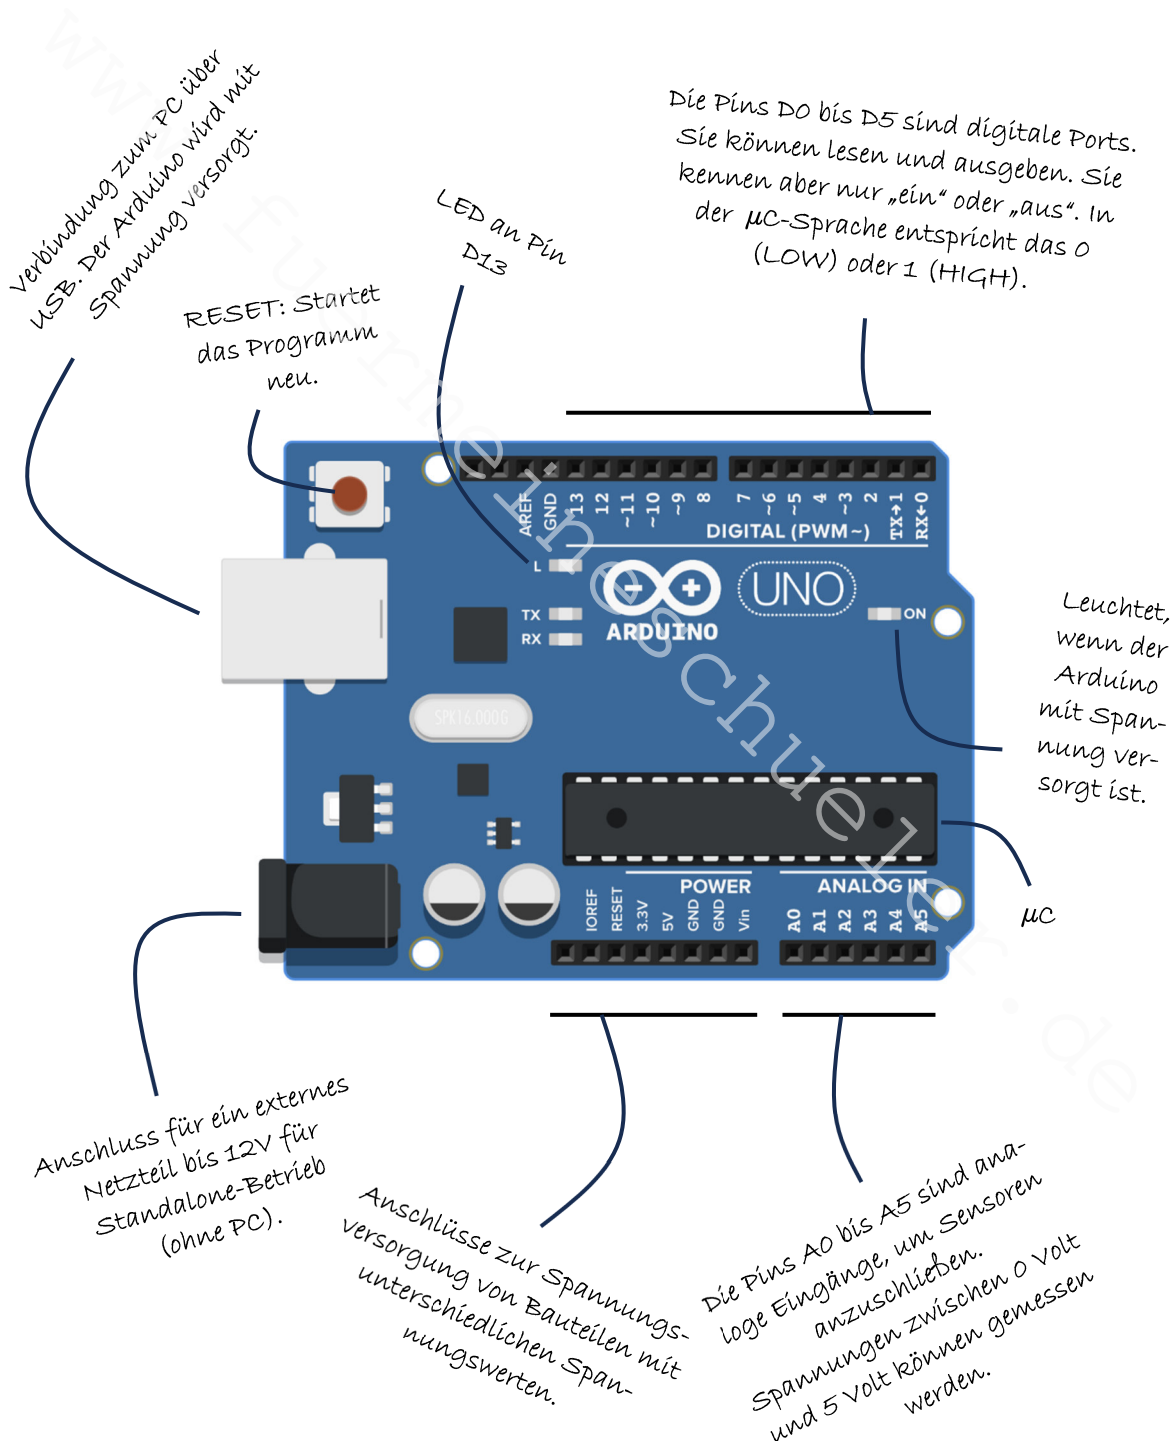 Verbindung zum PC über
USB. Der Arduino wird mit
Spannung versorgt.
RESET: Startet
das Programm
neu.
LED an Pin
D13
Die Pins D0 bis D5 sind digitale Ports.
Sie können lesen und ausgeben. Sie
kennen aber nur „ein“ oder „aus“. In
der µC-Sprache entspricht das 0
(LOW) oder 1 (HIGH).
AREF
GND
13
12
~11
~10
~9
8
7
~6
~5
4
~3
2
TX→1
RX←0
DIGITAL (PWM~)
L
TX
RX
ARDUINO
UNO
ON
SPK16.000G
Leuchtet,
wenn der
Arduino
mit Span-
nung ver-
sorgt ist.
µC
POWER
ANALOG IN
IOREF
RESET
3.3V
5V
GND
GND
Vin
A0
A1
A2
A3
A4
A5
Anschluss für ein externes
Netzteil bis 12V für
Standalone-Betrieb
(ohne PC).
Anschlüsse zur Spannungs-
versorgung von Bauteilen mit
unterschiedlichen Span-
nungswerten.
Die Pins A0 bis A5 sind ana-
loge Eingänge, um Sensoren
anzuschließen.
Spannungen zwischen 0 Volt
und 5 Volt können gemessen
werden.
www.fuermeineschueler.de